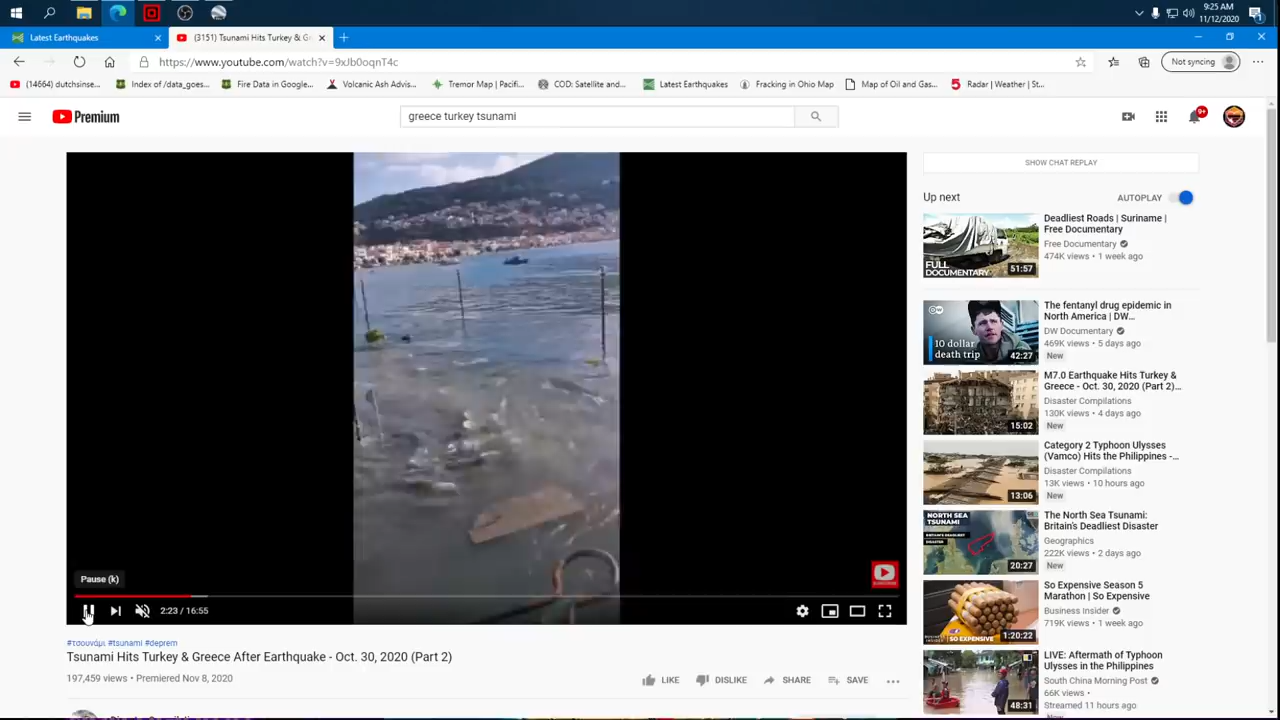 9:25 AM
11/12/2020
Latest Earthquakes
(3151) Tsunami Hits Turkey & Gr
https://www.youtube.com/watch?v=9xJb0oqnT4c
Not syncing
(14664) dutchsinse...
Index of /data_goes...
Fire Data in Google...
Volcanic Ash Advis...
Tremor Map | Pacifi...
COD: Satellite and...
Latest Earthquakes
Fracking in Ohio Map
Map of Oil and Gas...
Radar | Weather | St...
Premium
greece turkey tsunami
9+
SHOW CHAT REPLAY
Up next
AUTOPLAY
FULL DOCUMENTARY
51:57
Deadliest Roads | Suriname |
Free Documentary
Free Documentary
474K views • 1 week ago
10 dollar
death trip
42:27
The fentanyl drug epidemic in
North America | DW...
DW Documentary
469K views • 5 days ago
New
15:02
M7.0 Earthquake Hits Turkey &
Greece - Oct. 30, 2020 (Part 2)...
Disaster Compilations
130K views • 4 days ago
New
13:06
Category 2 Typhoon Ulysses
(Vamco) Hits the Philippines -...
Disaster Compilations
13K views • 10 hours ago
New
NORTH SEA
TSUNAMI
20:27
The North Sea Tsunami:
Britain's Deadliest Disaster
Geographics
222K views • 2 days ago
New
SO EXPENSIVE
1:20:22
So Expensive Season 5
Marathon | So Expensive
Business Insider
719K views • 1 week ago
48:31
LIVE: Aftermath of Typhoon
Ulysses in the Philippines
South China Morning Post
66K views •
Streamed 11 hours ago
Pause (k)
2:23 / 16:55
#τσουνάμι #tsunami #deprem
Tsunami Hits Turkey & Greece After Earthquake - Oct. 30, 2020 (Part 2)
197,459 views • Premiered Nov 8, 2020
LIKE
DISLIKE
SHARE
SAVE